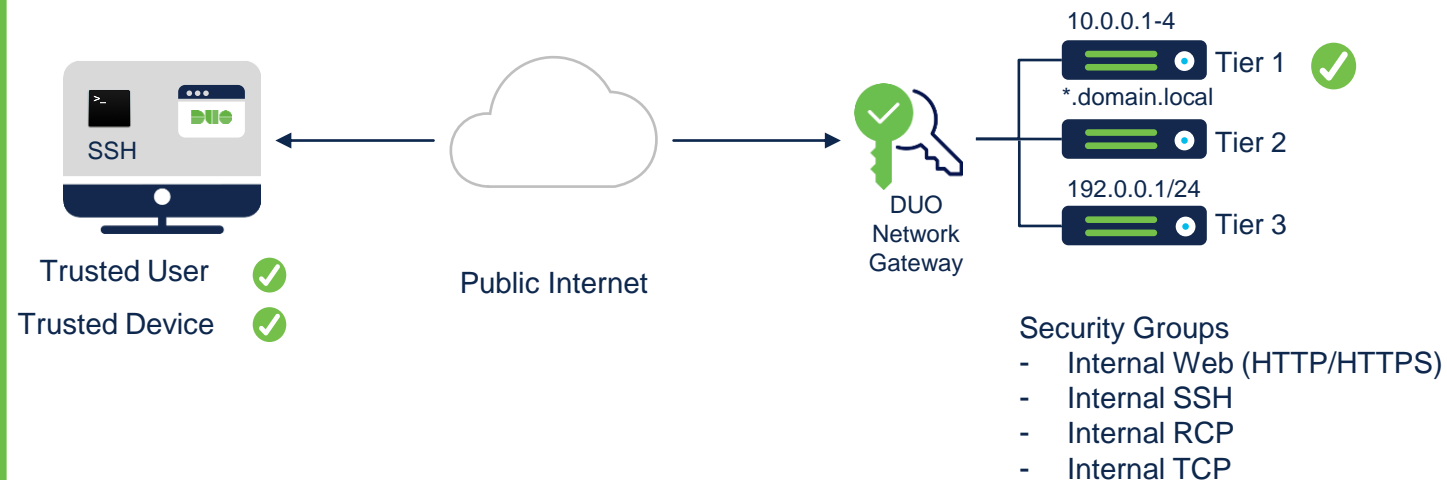 >_
DUO
SSH
Trusted User
Trusted Device
Public Internet
DUO
Network
Gateway
10.0.0.1-4
Tier 1
*.domain.local
Tier 2
192.0.0.1/24
Tier 3
Security Groups
- Internal Web (HTTP/HTTPS)
- Internal SSH
- Internal RCP
- Internal TCP